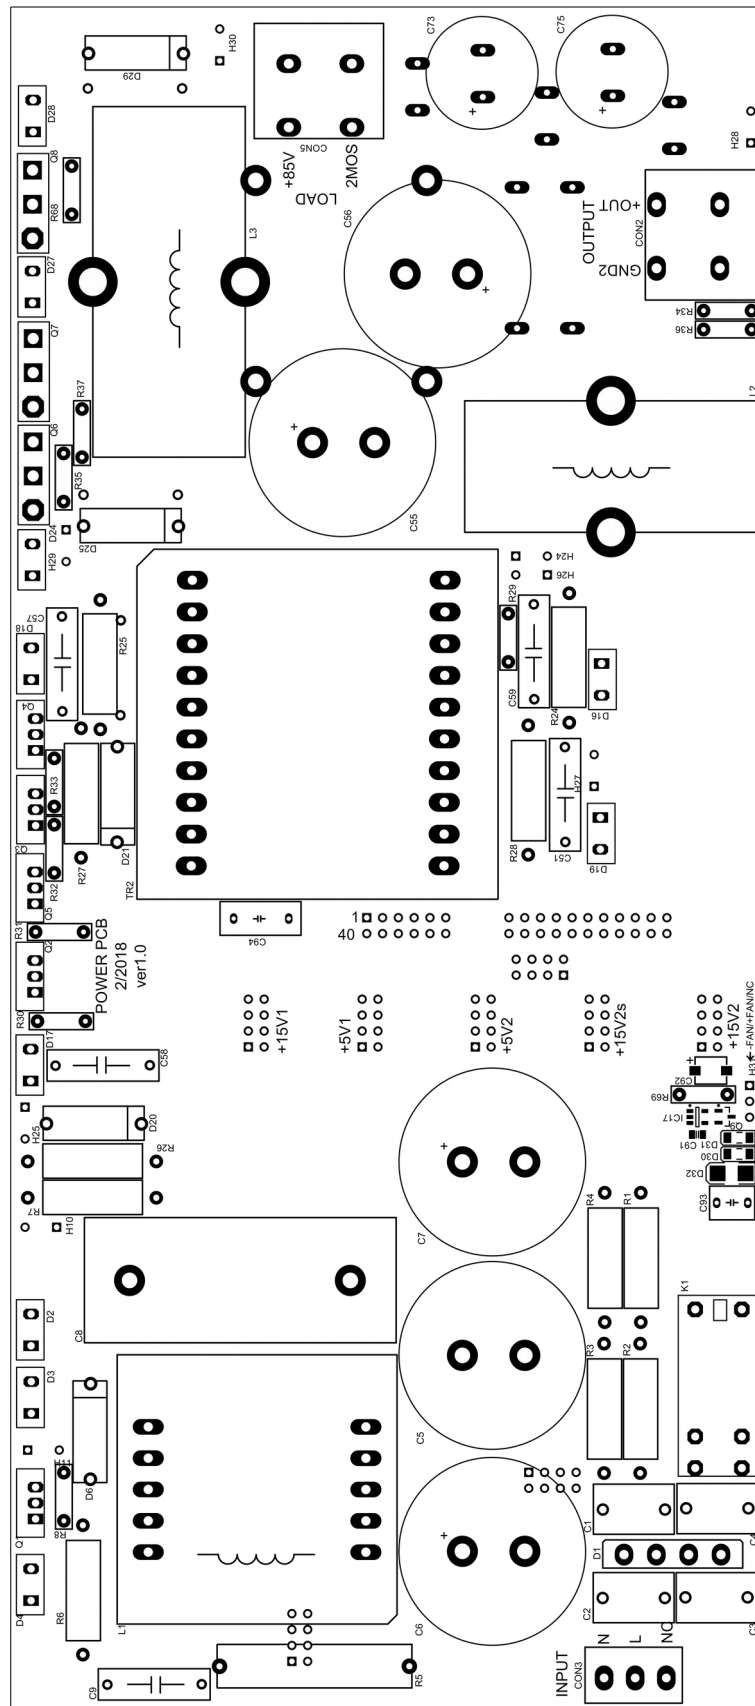 C73
C75
H30
D29
D28
CON5
+85V
2MOS
LOAD
H28
Q8
R68
C56
+OUT
OUTPUT
CON2
GND2
L3
D27
R34
R36
Q7
R37
L2
Q6
R35
C55
D24
D25
H29
H24
H26
C57
R29
D18
R25
C59
R24
D16
Q4
R33
H27
Q3
R27
D21
R28
C51
D19
R32
TR2
Q5
1
40
R31
C94
Q2
POWER PCB
2/2018
ver1.0
R30
+15V1
+5V1
+5V2
+15V2s
+15V2
-FAN/+FAN/NC
D17
C58
C92
H31
R69
IC17
Q9
D20
H25
C91
D31
D30
R26
D32
R7
C93
R4
R1
H10
C7
K1
D2
C8
R3
R2
D3
C5
H11
D6
Q1
R8
C1
C4
D1
D4
R6
L1
C6
C2
C3
N
L
NC
INPUT
CON3
C9
R5